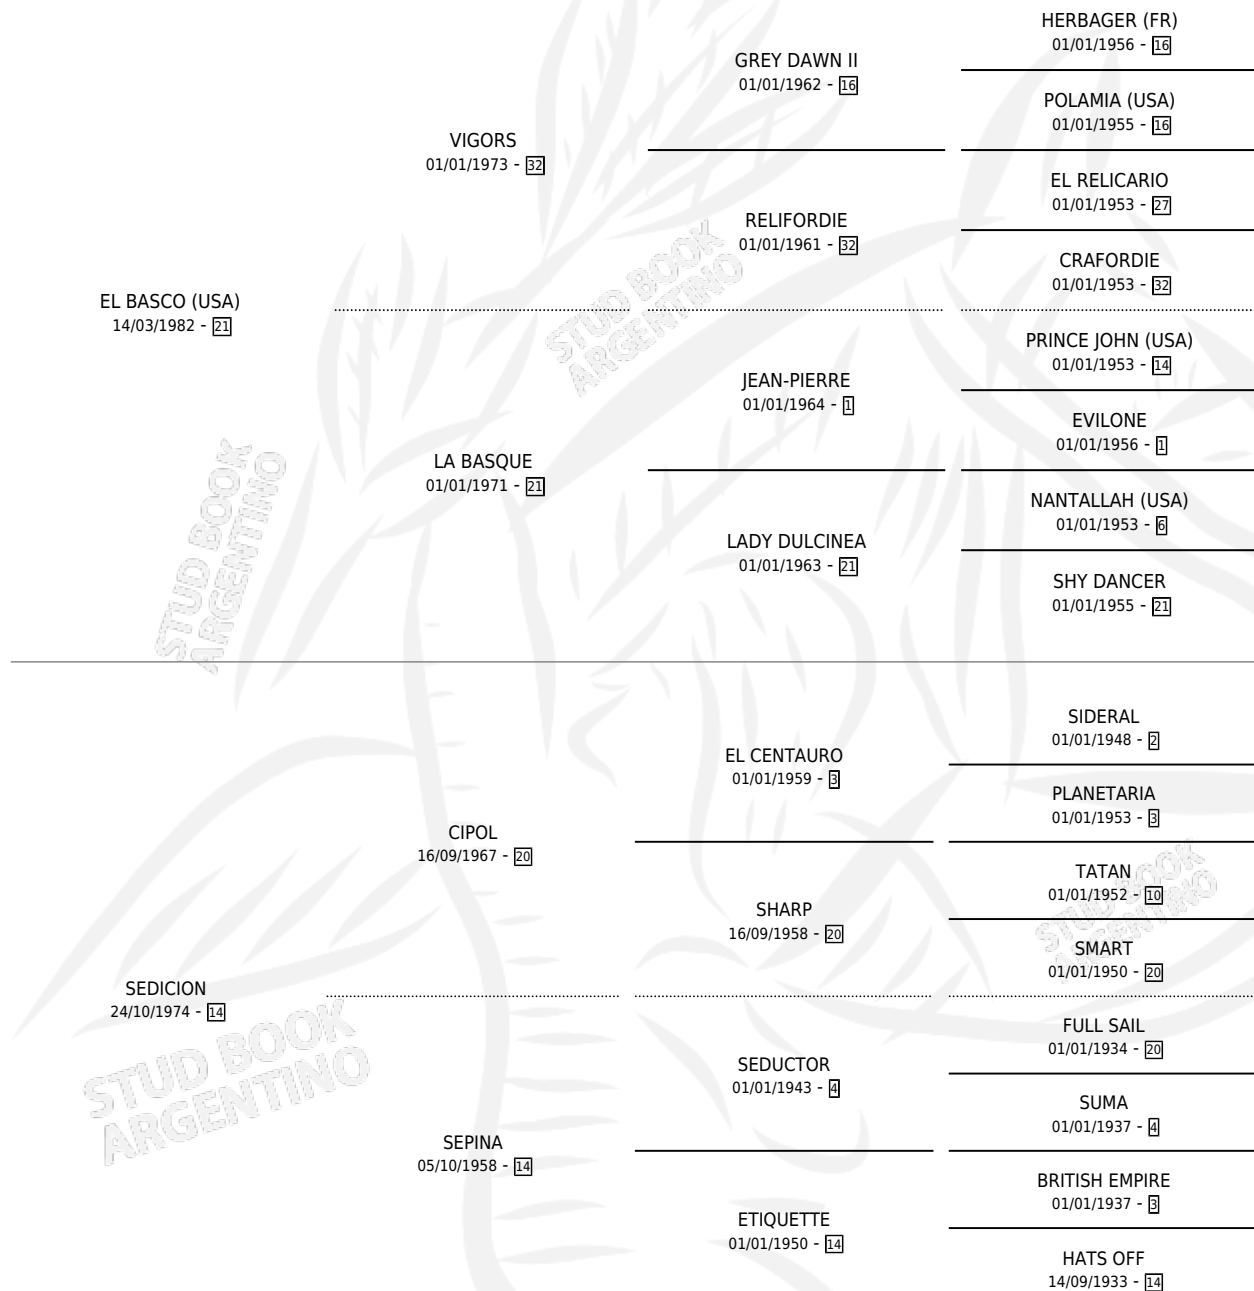 HERBAGER (FR)
01/01/1956 - 16
GREY DAWN II
01/01/1962 - 16
POLAMIA (USA)
01/01/1955 - 16
VIGORS
01/01/1973 - 32
EL RELICARIO
01/01/1953 - 27
RELIFORDIE
01/01/1961 - 32
CRAFORDIE
01/01/1953 - 32
EL BASCO (USA)
14/03/1982 - 21
PRINCE JOHN (USA)
01/01/1953 - 14
JEAN-PIERRE
01/01/1964 - 1
EVILONE
01/01/1956 - 1
LA BASQUE
01/01/1971 - 21
NANTALLAH (USA)
01/01/1953 - 6
LADY DULCINEA
01/01/1963 - 21
SHY DANCER
01/01/1955 - 21
SIDERAL
01/01/1948 - 2
EL CENTAURO
01/01/1959 - 3
PLANETARIA
01/01/1953 - 3
CIPOL
16/09/1967 - 20
TATAN
01/01/1952 - 10
SHARP
16/09/1958 - 20
SMART
01/01/1950 - 20
SEDICION
24/10/1974 - 14
FULL SAIL
01/01/1934 - 20
SEDUCTOR
01/01/1943 - 4
SUMA
01/01/1937 - 4
SEPINA
05/10/1958 - 14
BRITISH EMPIRE
01/01/1937 - 3
ETIQUETTE
01/01/1950 - 14
HATS OFF
14/09/1933 - 14
STUD BOOK
ARGENTINO
STUD BOOK
ARGENTINO
STUD BOOK
ARGENTINO
STUD BOOK
ARGENTINO